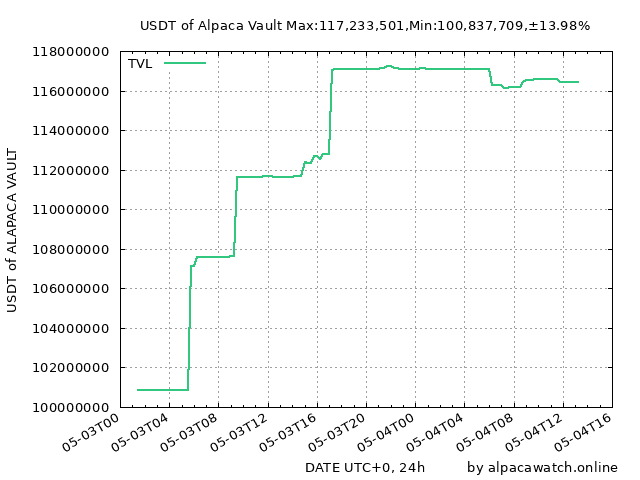 USDT of Alpaca Vault Max:117,233,501,Min:100,837,709,±13.98%
118000000
TVL
116000000
114000000
112000000
110000000
108000000
106000000
104000000
102000000
100000000
USDT of ALAPACA VAULT
05-03T00
05-03T04
05-03T08
05-03T12
05-03T16
05-03T20
05-04T00
05-04T04
05-04T08
05-04T12
05-04T16
DATE UTC+0, 24h
by alpacawatch.online